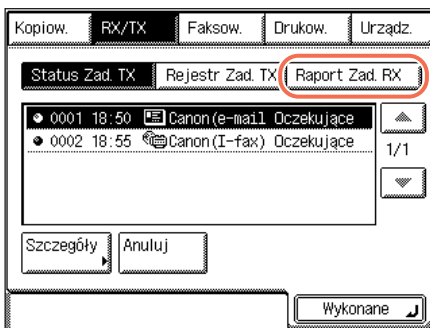 Kopiow. RX/TX Faksow. Drukow. Urządz.
Status Zad. TX Rejestr Zad. TX Raport Zad. RX
0001 18:50 Canon(e-mail Oczekujące
0002 18:55 Canon(I-fax) Oczekujące
1/1
Szczegóły Anuluj
Wykonane